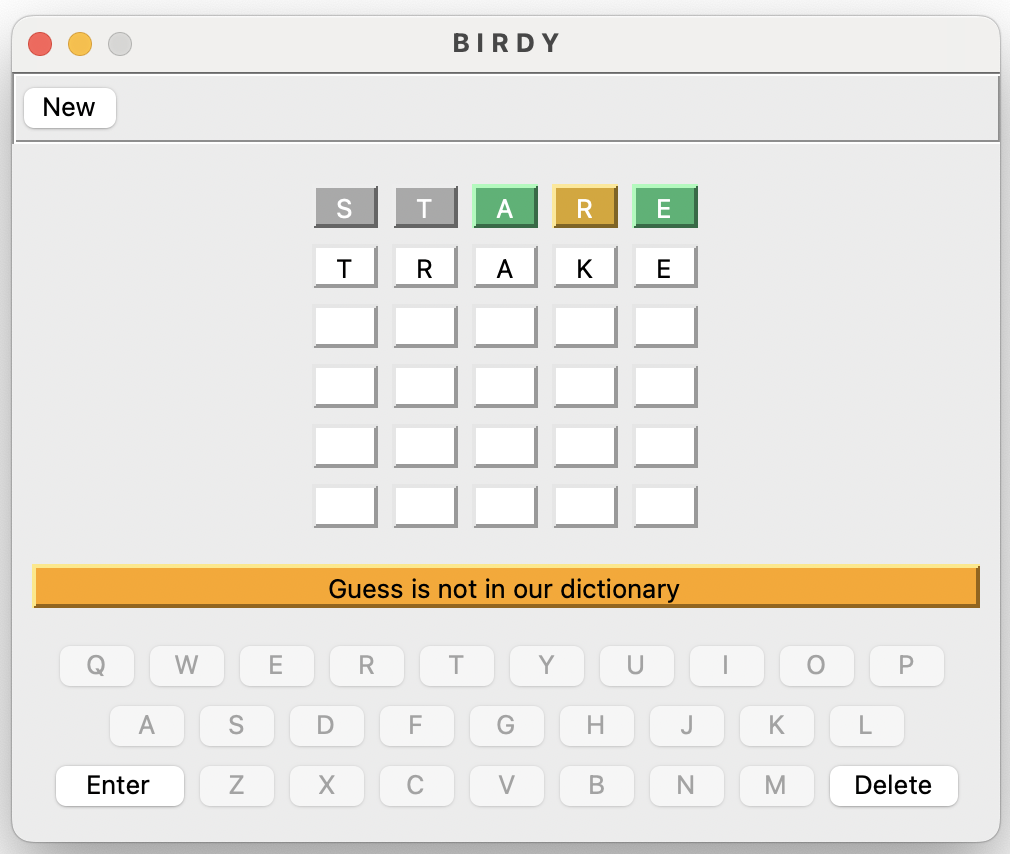 BIRDY
New
S T A R E
T R A K E
Guess is not in our dictionary
Q W E R T Y U I O P
A S D F G H J K L
Enter Z X C V B N M Delete